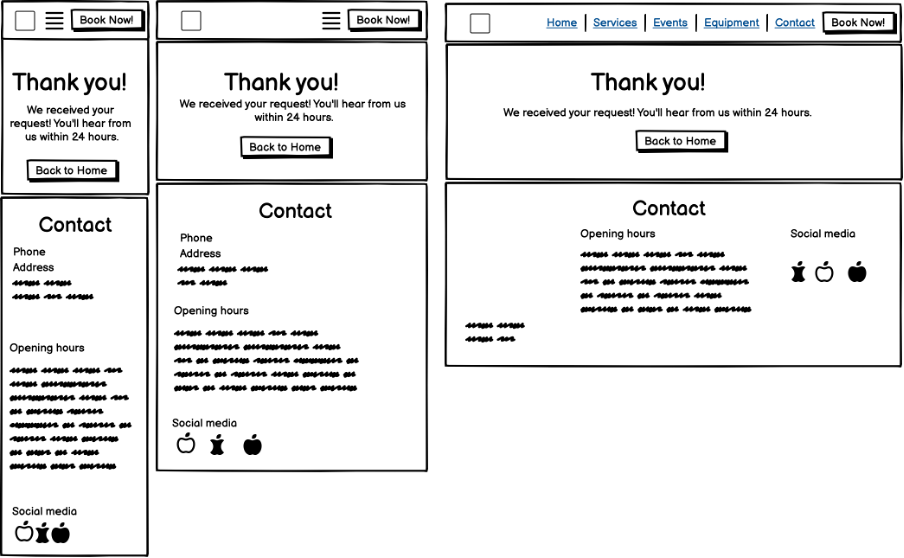 Book Now!
Thank you!
We received your
request! You'll hear from
us within 24 hours.
Back to Home
Contact
Phone
Address
Opening hours
Social media
Book Now!
Thank you!
We received your request! You'll hear from us
within 24 hours.
Back to Home
Contact
Phone
Address
Opening hours
Social media
Home Services Events Equipment Contact Book Now!
Thank you!
We received your request! You'll hear from us within 24 hours.
Back to Home
Contact
Opening hours Social media